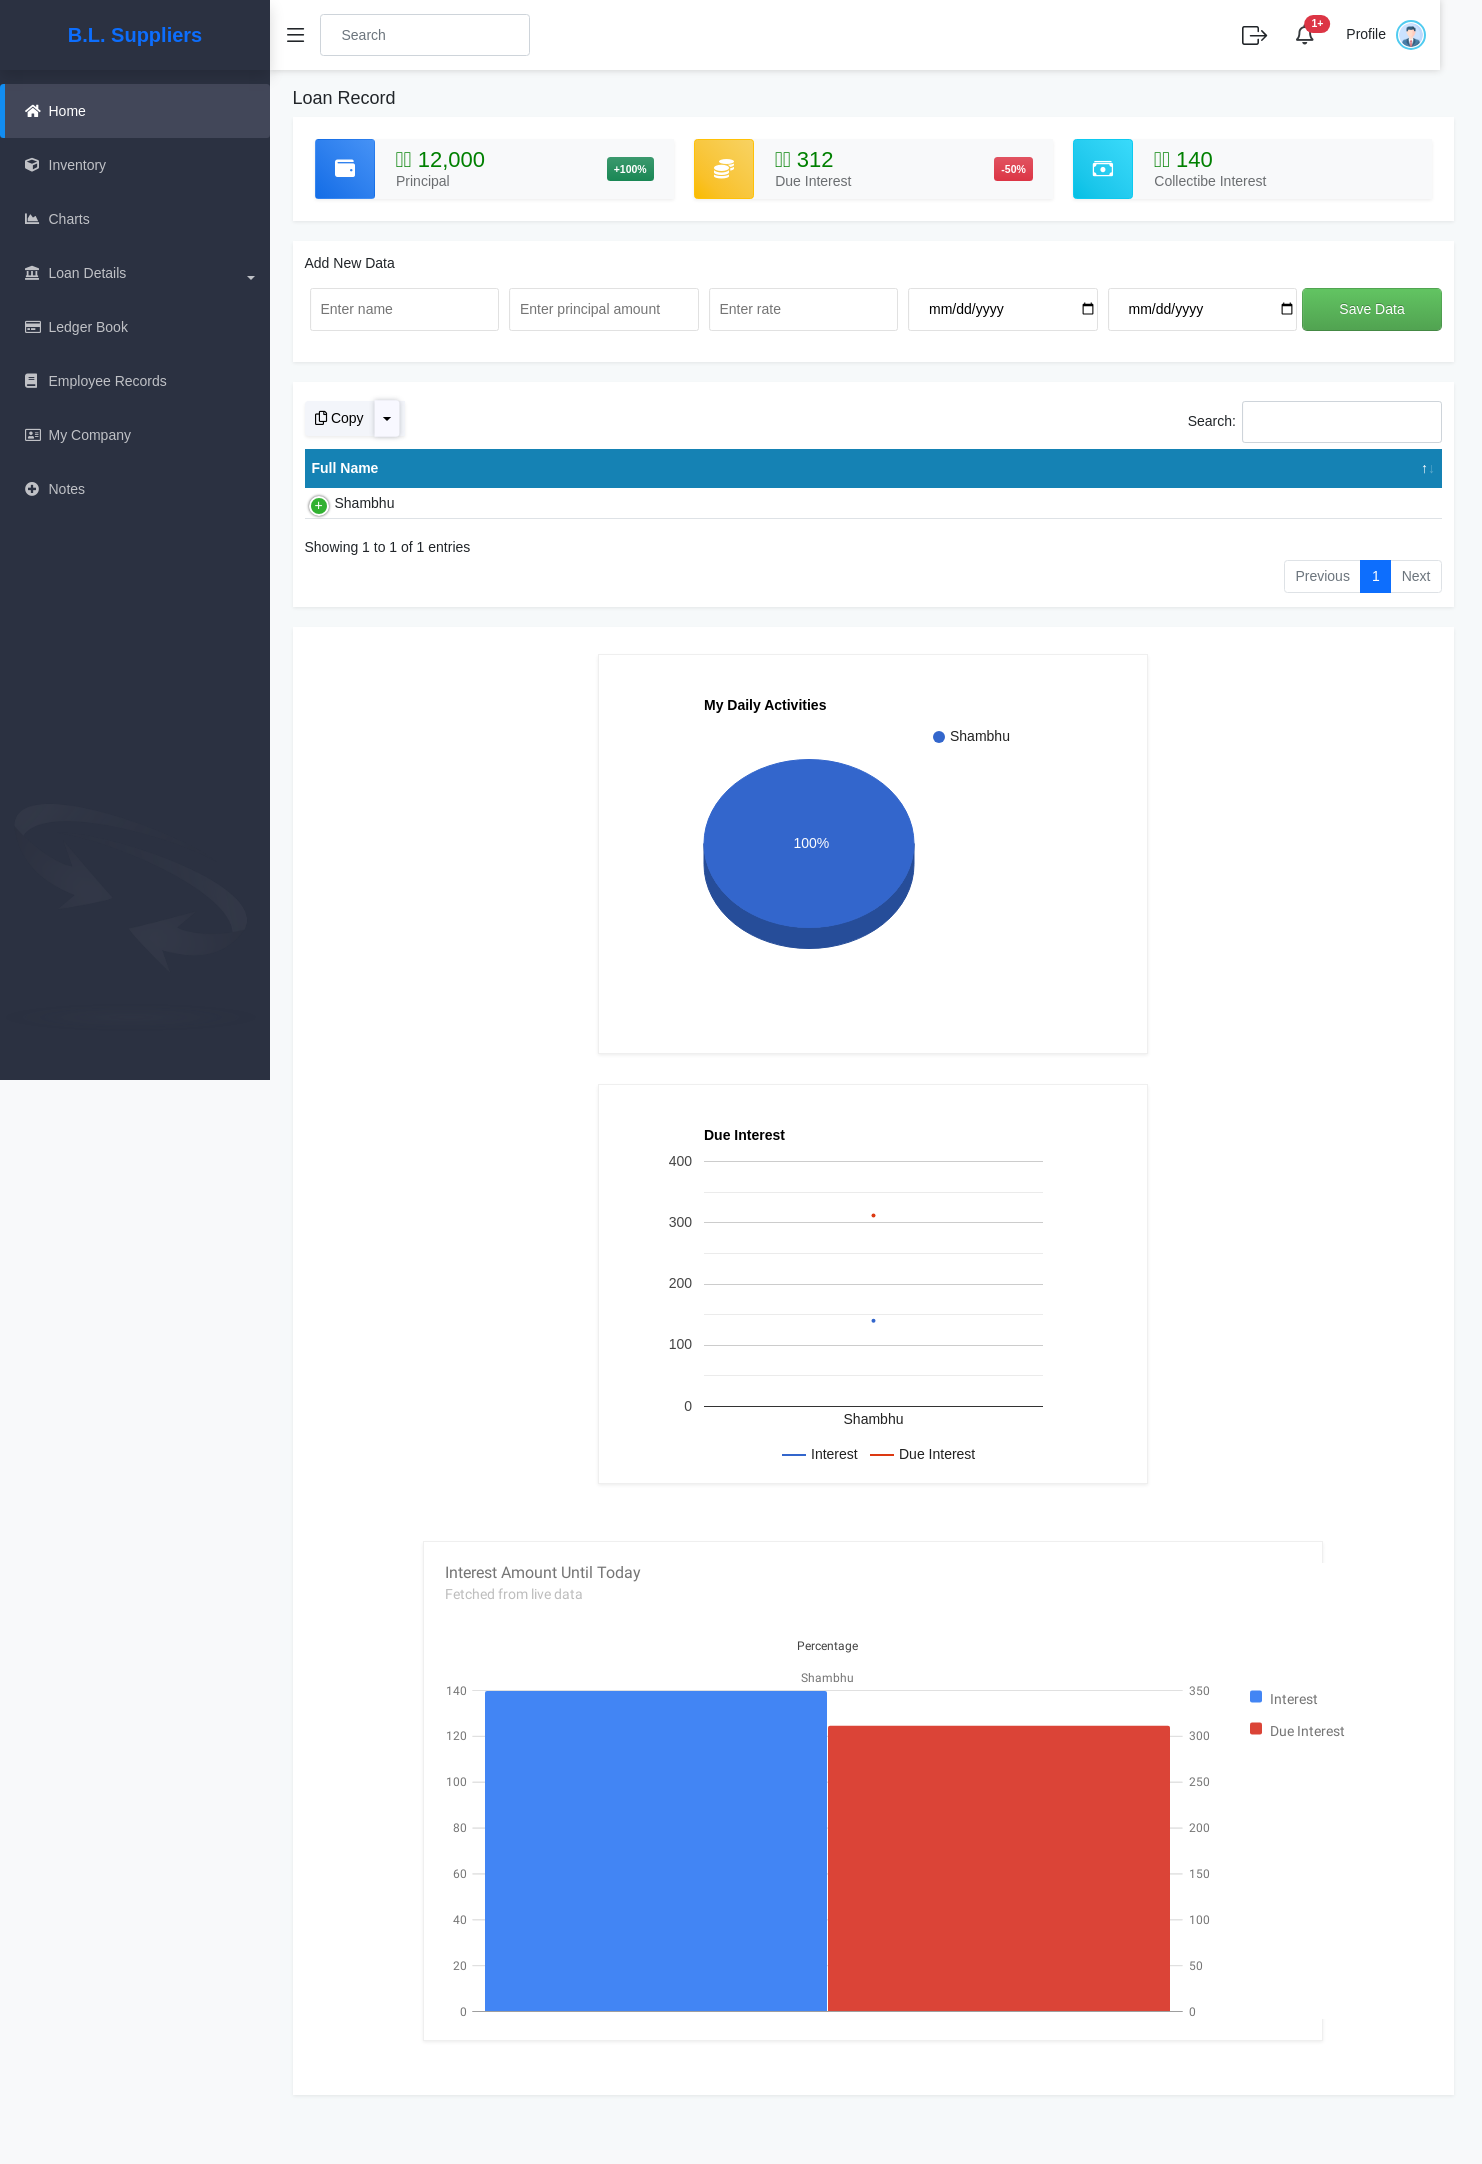 B.L. Suppliers
Search
1+
Profile
Home
Inventory
Charts
Loan Details
Ledger Book
Employee Records
My Company
Notes
Loan Record
12,000
Principal
+100%
312
Due Interest
-50%
140
Collectibe Interest
Add New Data
Enter name
Enter principal amount
Enter rate
mm/dd/yyyy
mm/dd/yyyy
Save Data
Copy
Search:
Full Name
Shambhu
Showing 1 to 1 of 1 entries
Previous 1 Next
My Daily Activities
Shambhu
100%
Due Interest
400
300
200
100
0
Shambhu
Interest
Due Interest
Interest Amount Until Today
Fetched from live data
Percentage
Shambhu
140
120
100
80
60
40
20
0
350
300
250
200
150
100
50
0
Interest
Due Interest